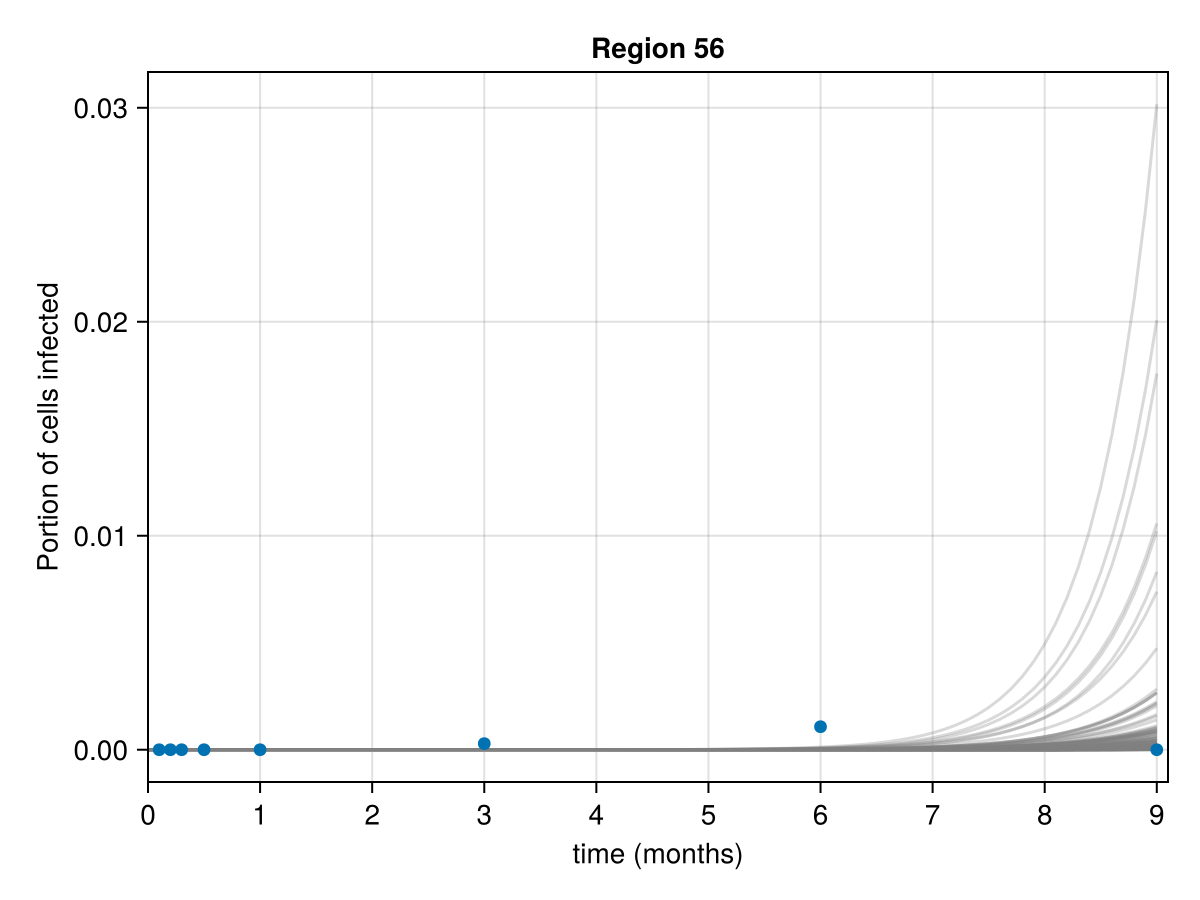 Region 56
Portion of cells infected
0.03
0.02
0.01
0.00
0 1 2 3 4 5 6 7 8 9
time (months)